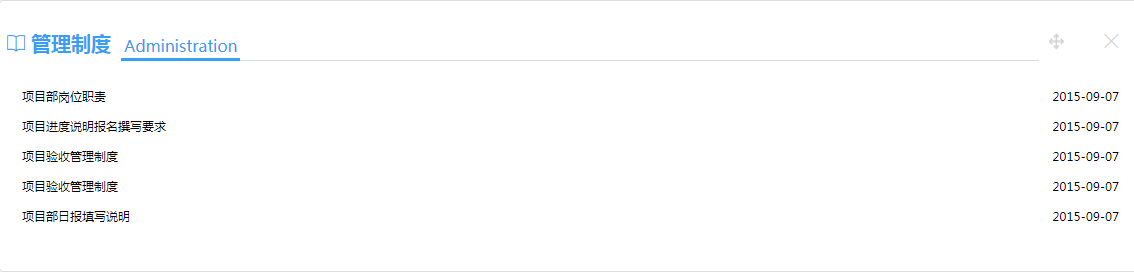 管理制度 Administration
项目部岗位职责 2015-09-07
项目进度说明报名撰写要求 2015-09-07
项目验收管理制度 2015-09-07
项目验收管理制度 2015-09-07
项目部日报填写说明 2015-09-07